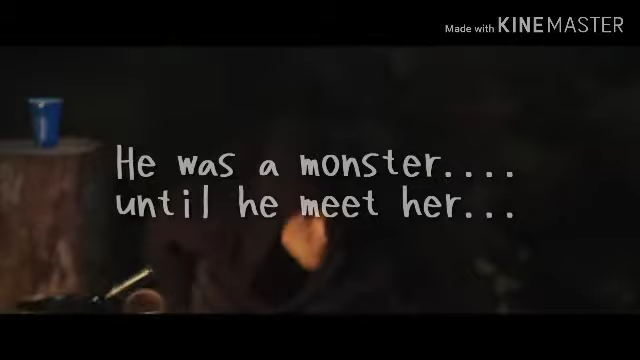 Made with KINEMASTER
He was a monster....
until he meet her...